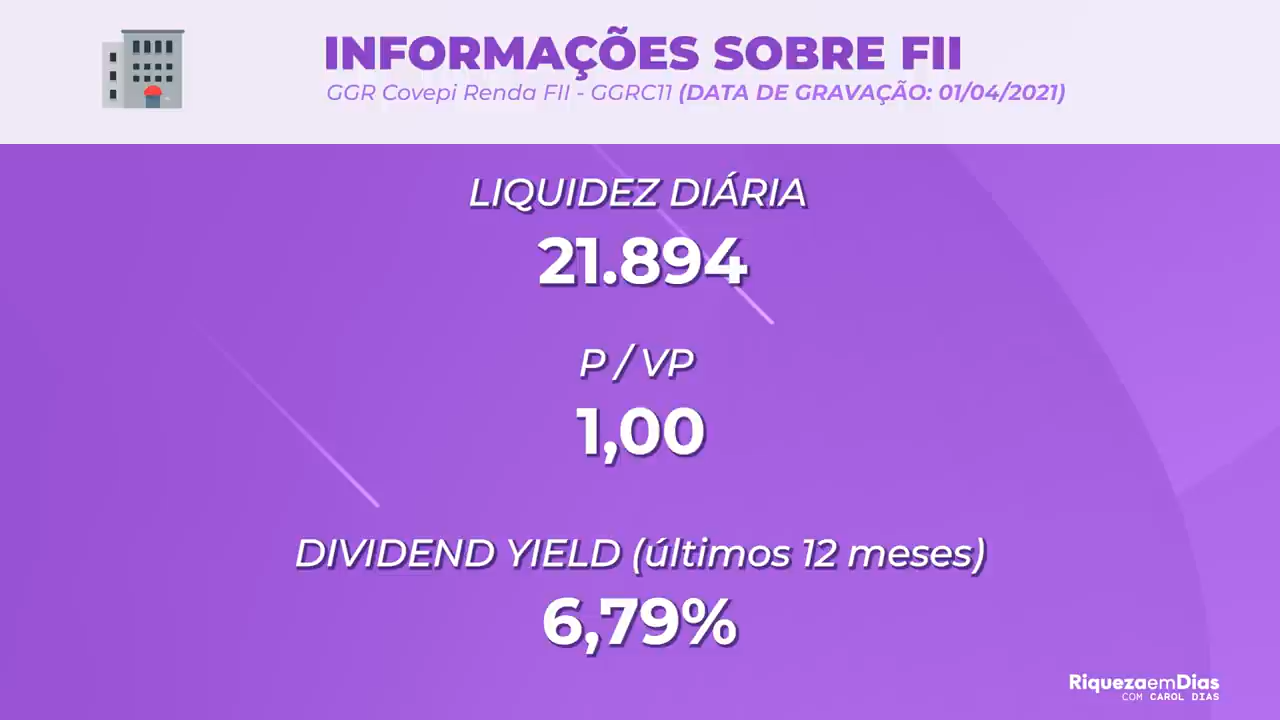 INFORMAÇÕES SOBRE FII
GGR Covepi Renda FII - GGRC11 (DATA DE GRAVAÇÃO: 01/04/2021)
LIQUIDEZ DIÁRIA
21.894
P / VP
1,00
DIVIDEND YIELD (últimos 12 meses)
6,79%
RiquezaemDias
COM CAROL DIAS